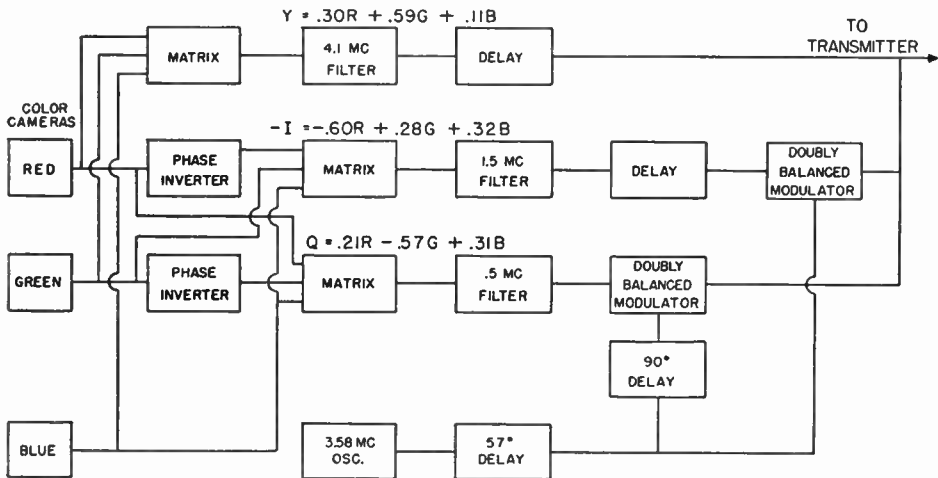 Y = .30R + .59G + .11B
TO
TRANSMITTER
MATRIX
4.1 MC
FILTER
DELAY
COLOR
CAMERAS
-I = -.60R + .28G + .32B
RED
PHASE
INVERTER
MATRIX
1.5 MC
FILTER
DELAY
DOUBLY
BALANCED
MODULATOR
Q = .21R - .57G + .31B
GREEN
PHASE
INVERTER
MATRIX
.5 MC
FILTER
DOUBLY
BALANCED
MODULATOR
90°
DELAY
BLUE
3.58 MC
OSC.
57°
DELAY